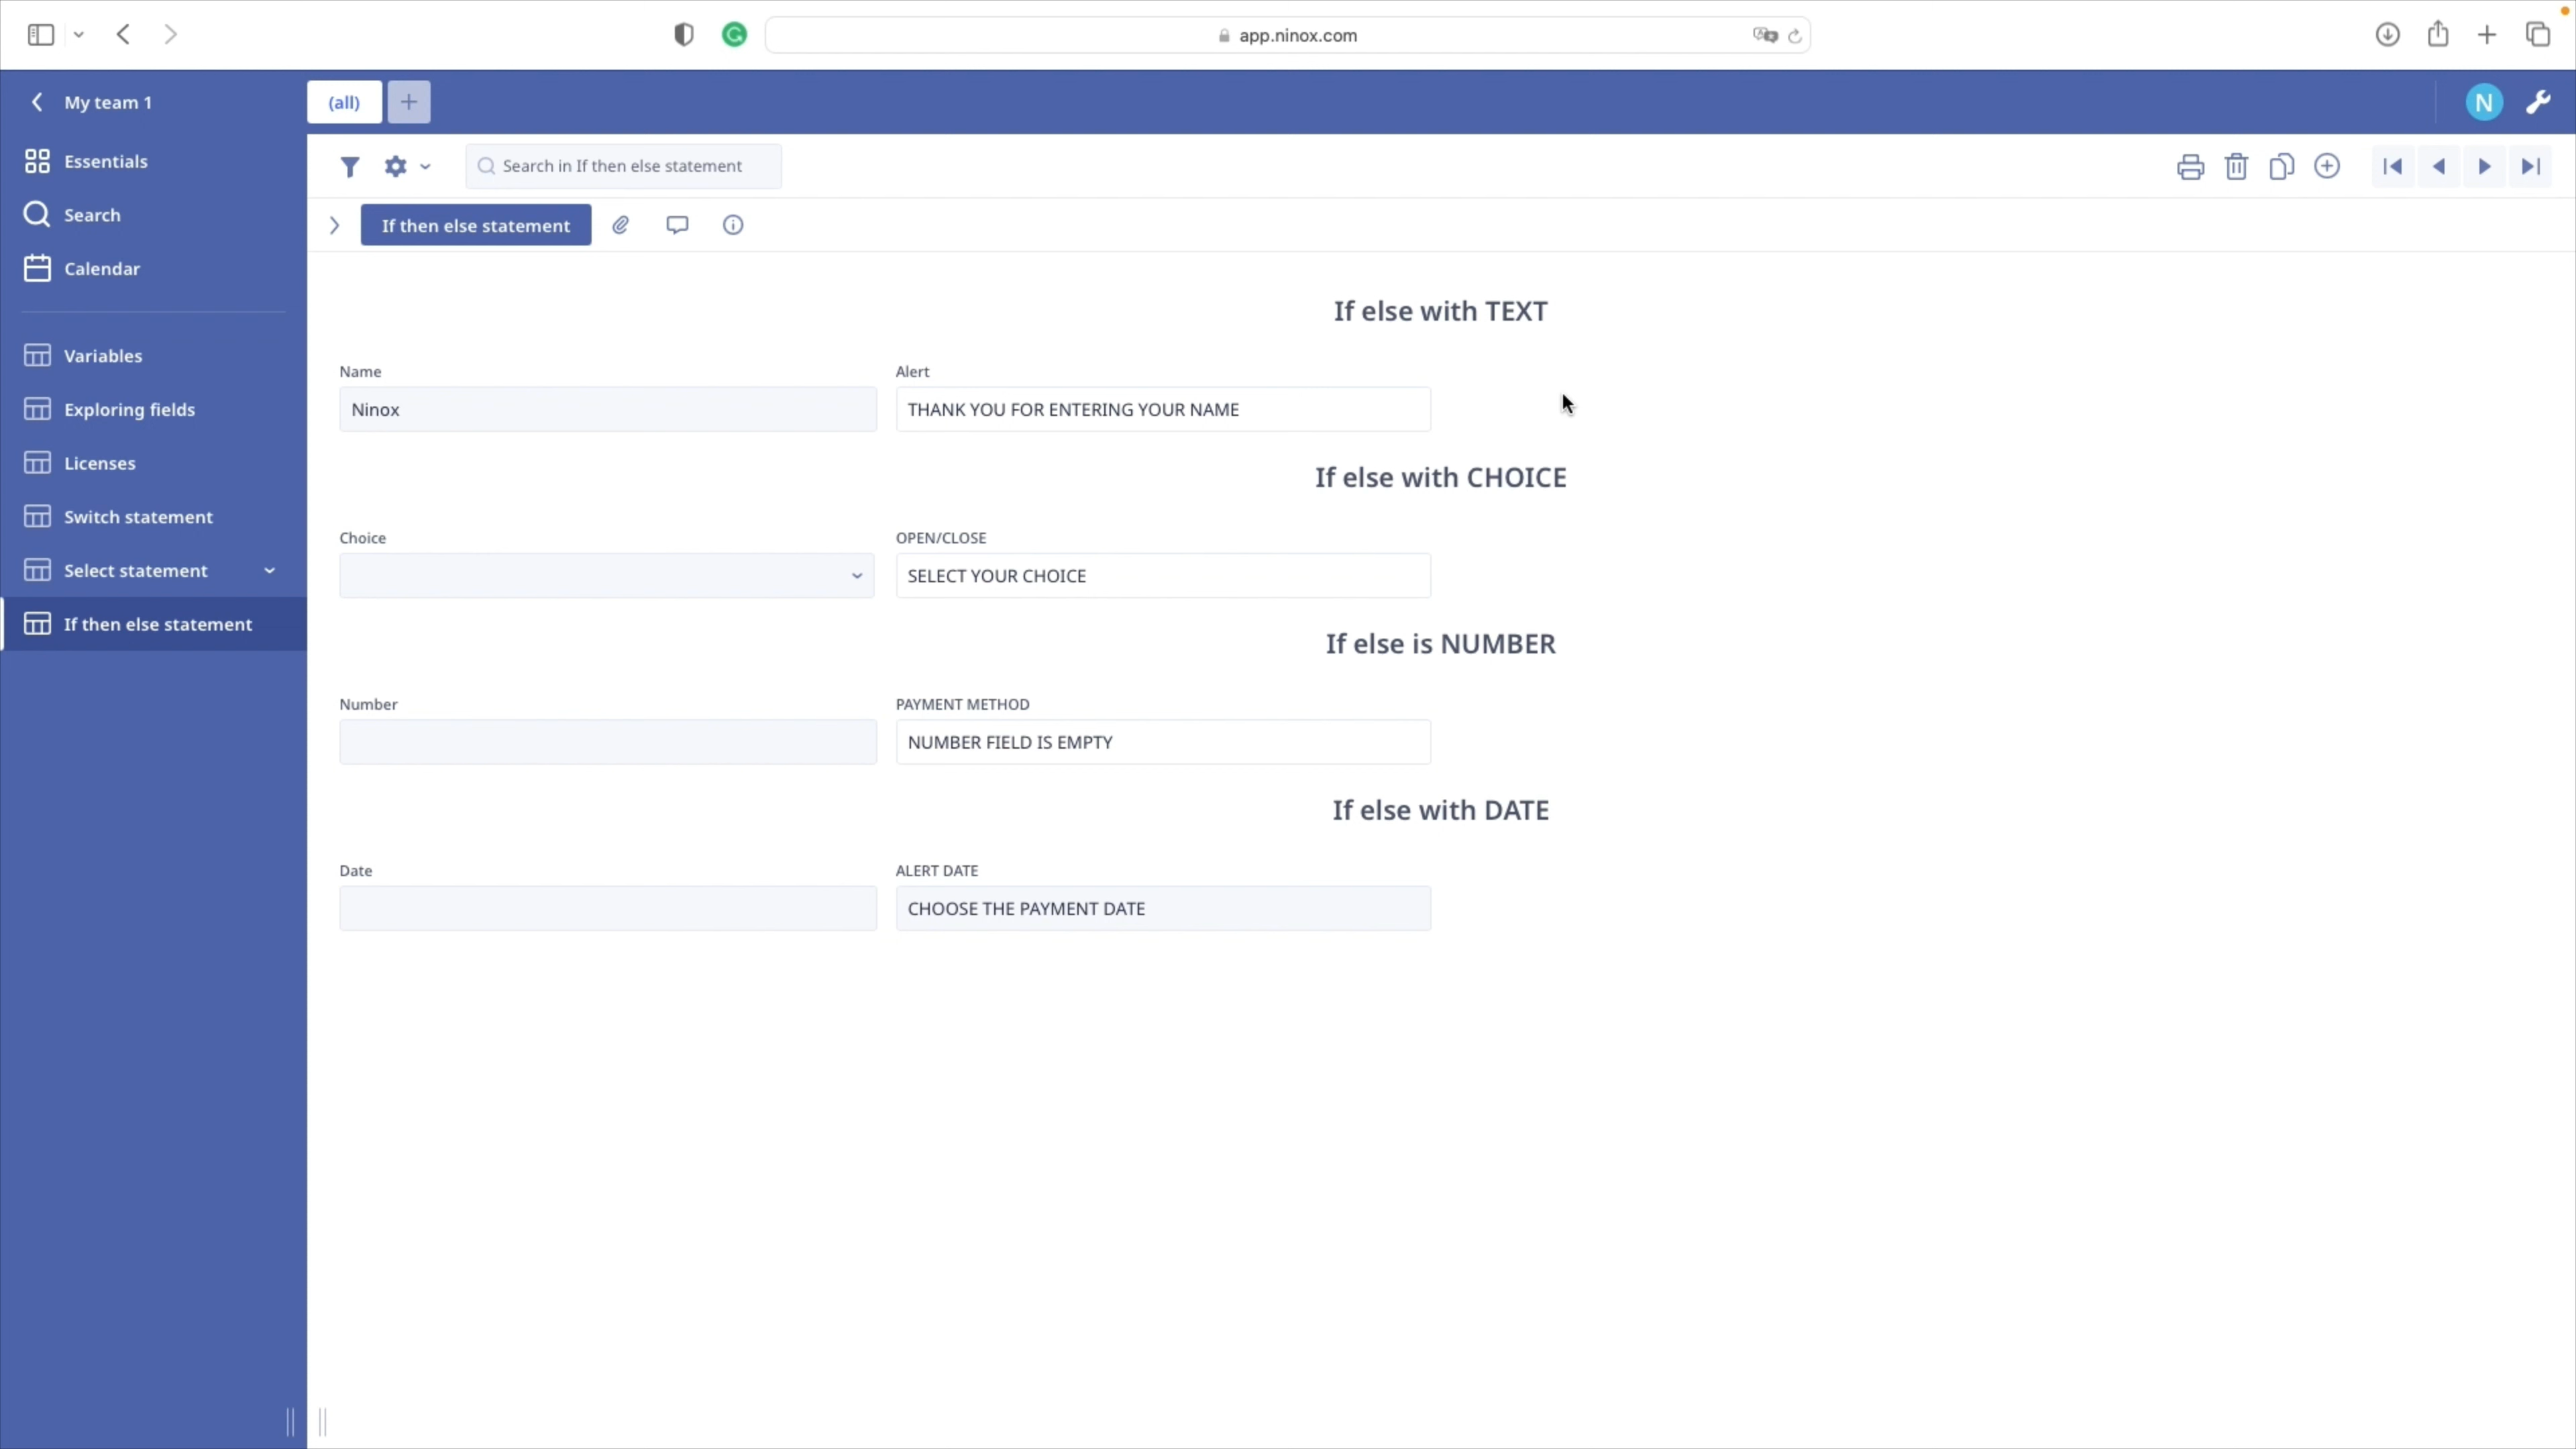 app.ninox.com
My team 1
(all)
N
Essentials
Search in If then else statement
Search
If then else statement
Calendar
If else with TEXT
Variables
Name
Alert
Exploring fields
Ninox
THANK YOU FOR ENTERING YOUR NAME
Licenses
If else with CHOICE
Switch statement
Choice
OPEN/CLOSE
Select statement
SELECT YOUR CHOICE
If then else statement
If else is NUMBER
Number
PAYMENT METHOD
NUMBER FIELD IS EMPTY
If else with DATE
Date
ALERT DATE
CHOOSE THE PAYMENT DATE